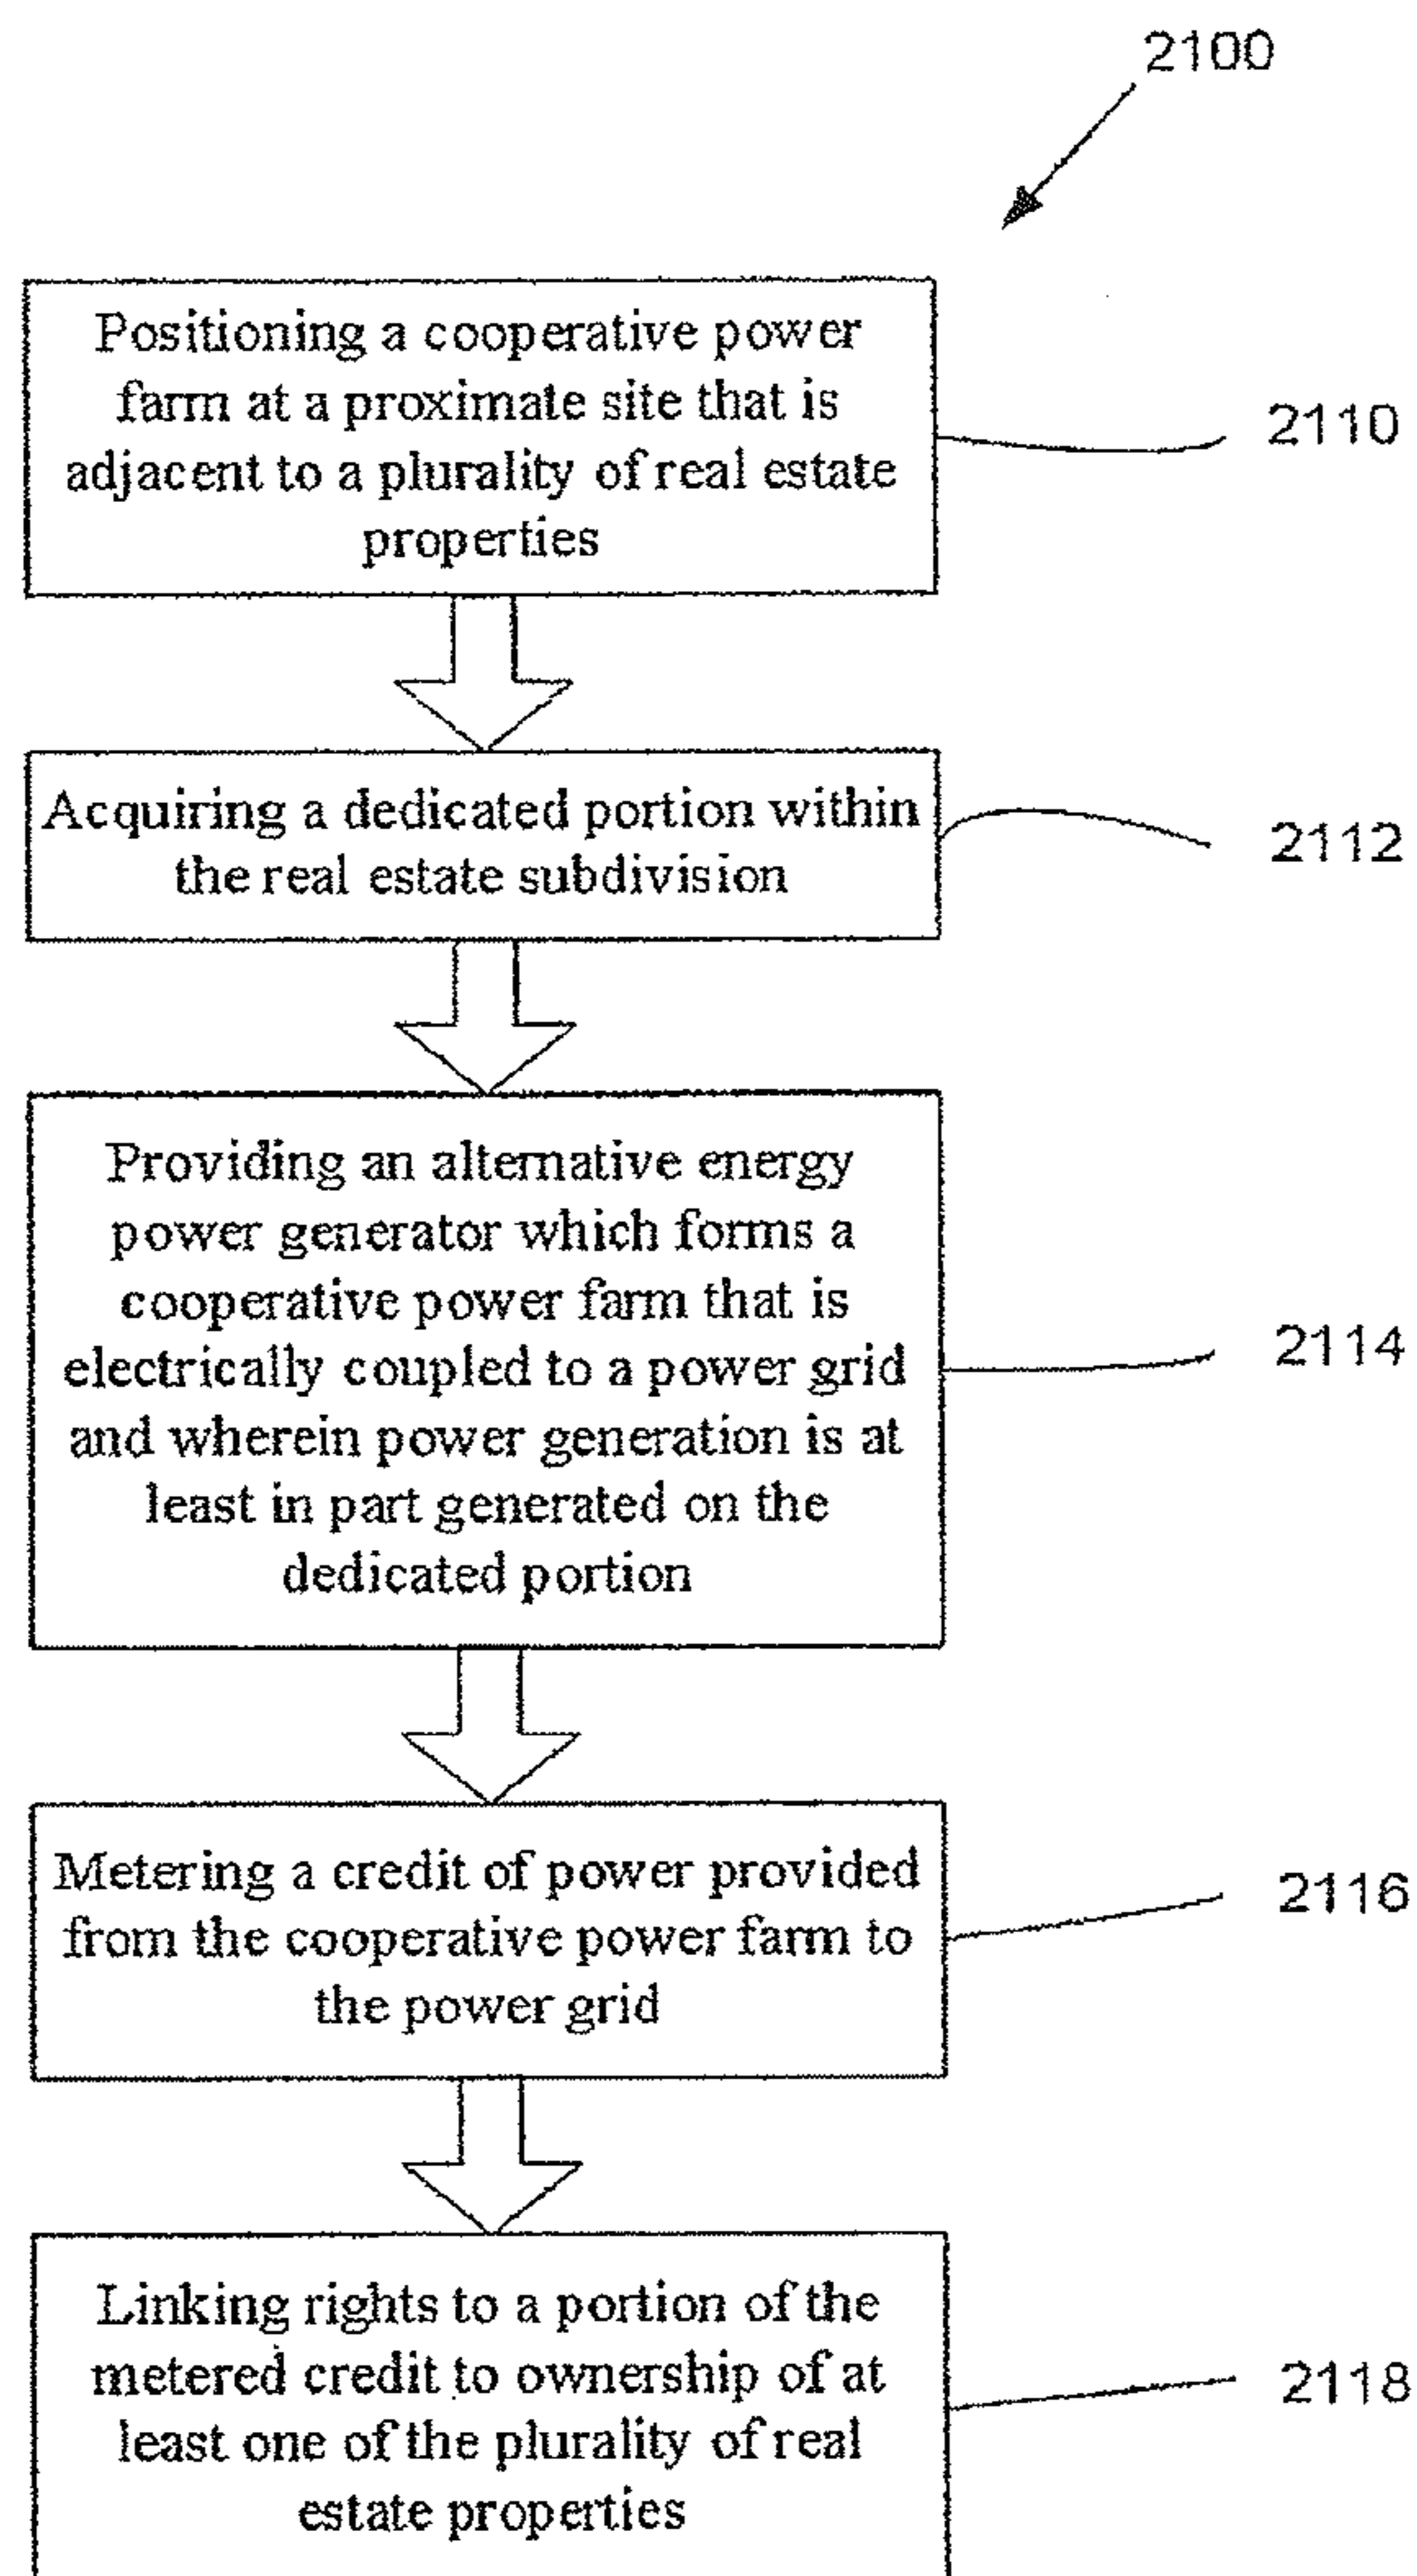 2100
Positioning a cooperative power
farm at a proximate site that is
adjacent to a plurality of real estate
properties
2110
Acquiring a dedicated portion within
the real estate subdivision
2112
Providing an alternative energy
power generator which forms a
cooperative power farm that is
electrically coupled to a power grid
and wherein power generation is at
least in part generated on the
dedicated portion
2114
Metering a credit of power provided
from the cooperative power farm to
the power grid
2116
Linking rights to a portion of the
metered credit to ownership of at
least one of the plurality of real
estate properties
2118